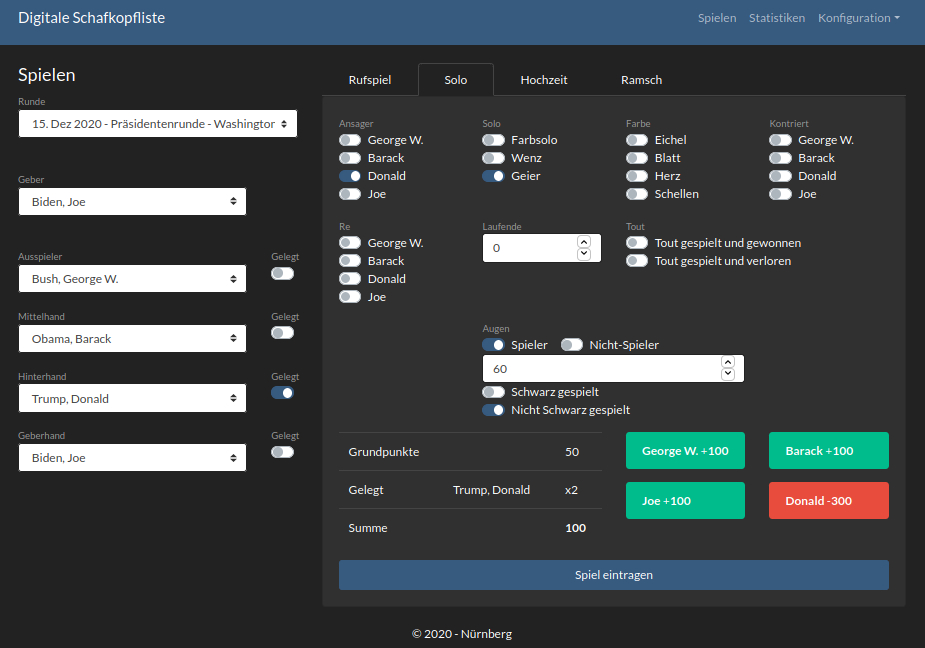 Digitale Schafkopfliste
Spielen Statistiken Konfiguration
Spielen
Runde
15. Dez 2020 - Präsidentenrunde - Washingtor
Geber
Biden, Joe
Ausspieler Gelegt
Bush, George W.
Mittelhand Gelegt
Obama, Barack
Hinterhand Gelegt
Trump, Donald
Geberhand Gelegt
Biden, Joe
Rufspiel Solo Hochzeit Ramsch
Ansager
George W.
Barack
Donald
Joe
Solo
Farbsolo
Wenz
Geier
Farbe
Eichel
Blatt
Herz
Schellen
Kontriert
George W.
Barack
Donald
Joe
Re
George W.
Barack
Donald
Joe
Laufende
0
Tout
Tout gespielt und gewonnen
Tout gespielt und verloren
Augen
Spieler Nicht-Spieler
60
Schwarz gespielt
Nicht Schwarz gespielt
Grundpunkte 50
Gelegt Trump, Donald x2
Summe 100
George W. +100 Barack +100
Joe +100 Donald -300
Spiel eintragen
© 2020 - Nürnberg